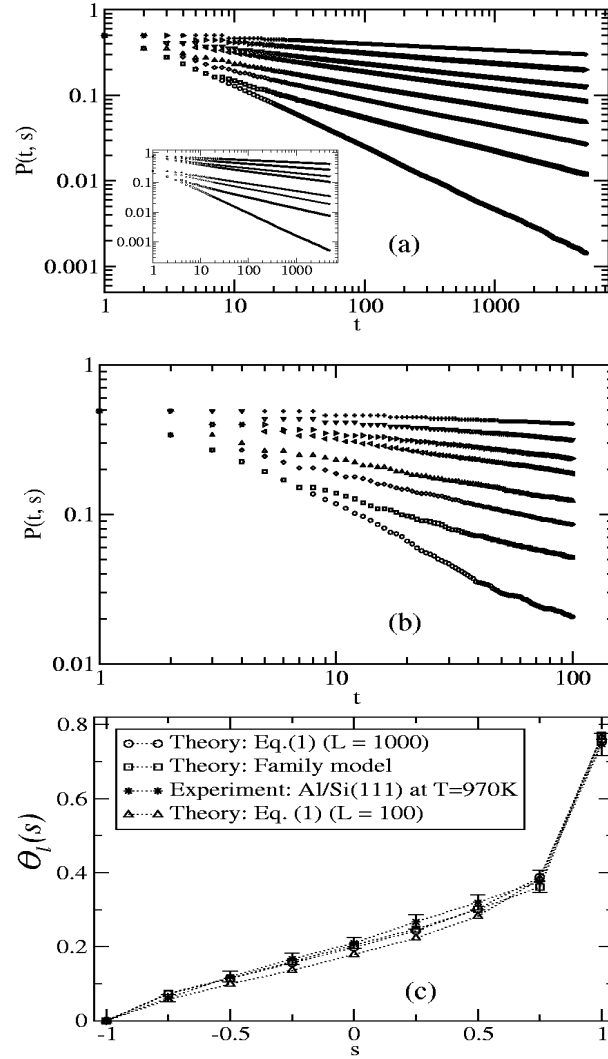 1
0.1
0.01
0.001
P(t, s)
1
0.1
0.01
0.001
1
10
100
1000
(a)
1
10
100
1000
t
1
0.1
0.01
P(t, s)
(b)
1
10
100
t
0.8
0.6
0.4
0.2
0
θl(s)
Theory: Eq.(1) (L = 1000)
Theory: Family model
Experiment: Al/Si(111) at T=970K
Theory: Eq. (1) (L = 100)
(c)
-1
-0.5
0
0.5
1
s